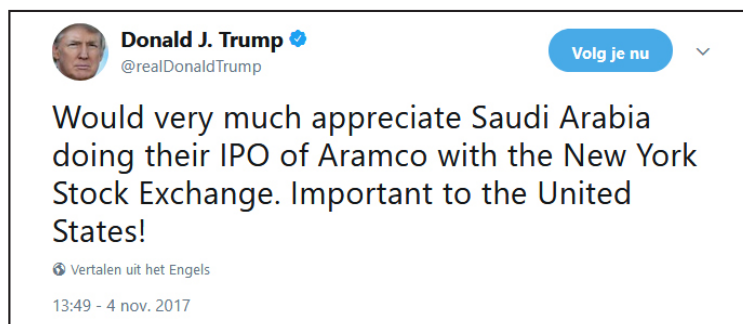 Donald J. Trump
@realDonaldTrump
Volg je nu
Would very much appreciate Saudi Arabia
doing their IPO of Aramco with the New York
Stock Exchange. Important to the United
States!
Vertalen uit het Engels
13:49 - 4 nov. 2017